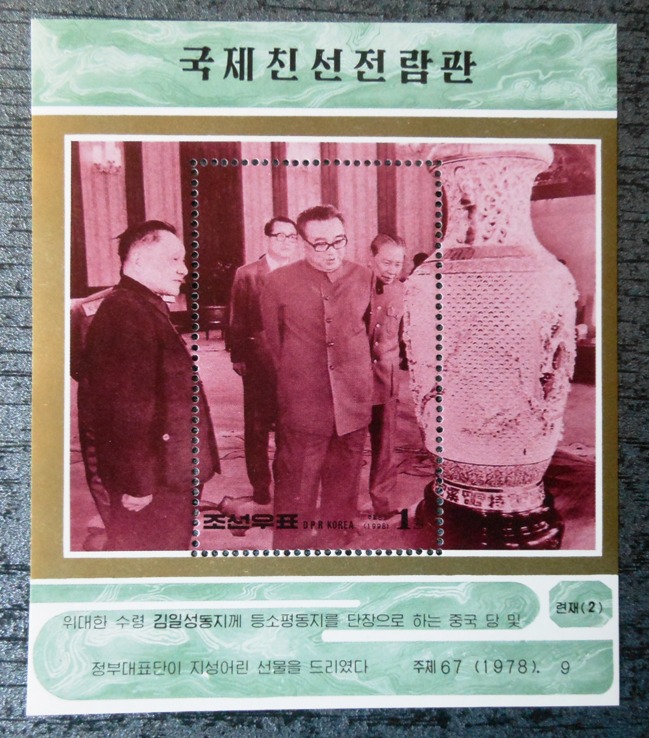 국제친선전람관
조선우표 DPR KOREA (1998) 1
위대한 수령 김일성동지께 등소평동지를 단장으로 하는 중국 당 및
정부대표단이 지성어린 선물을 드리였다 주체67 (1978). 9
련재(2)